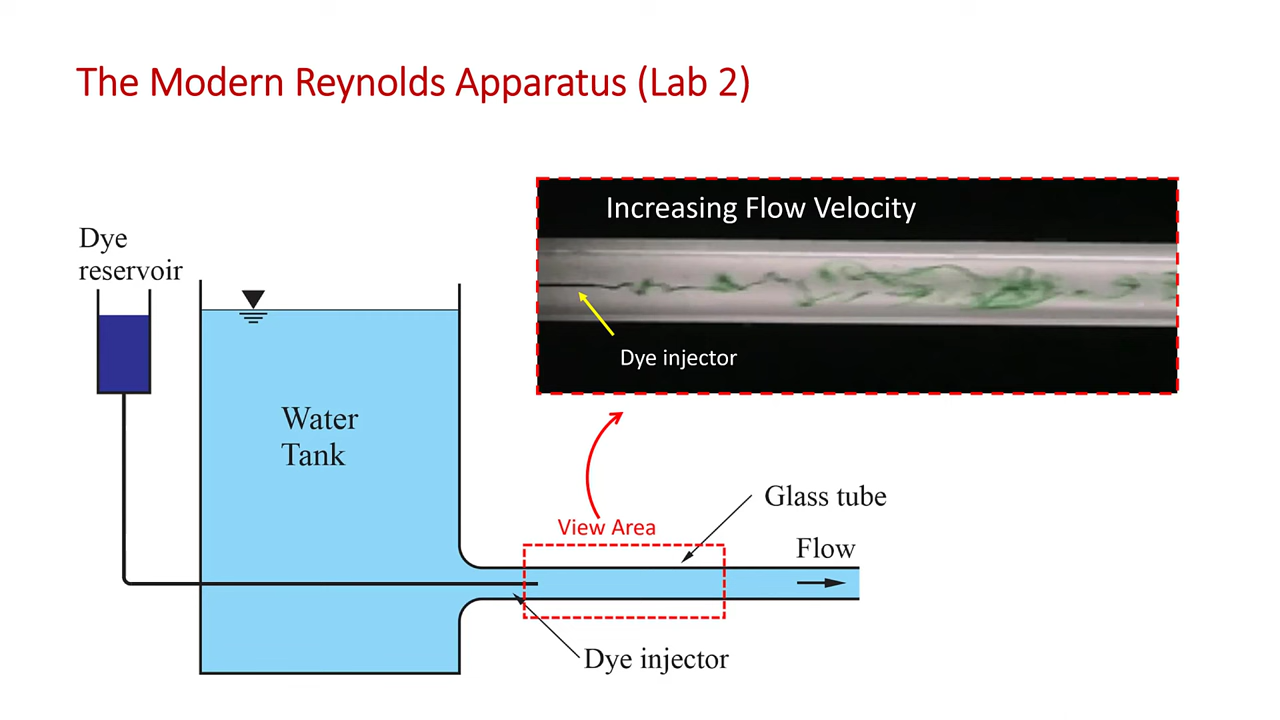 The Modern Reynolds Apparatus (Lab 2)
Increasing Flow Velocity
Dye injector
Dye
reservoir
Water
Tank
View Area
Glass tube
Flow
Dye injector